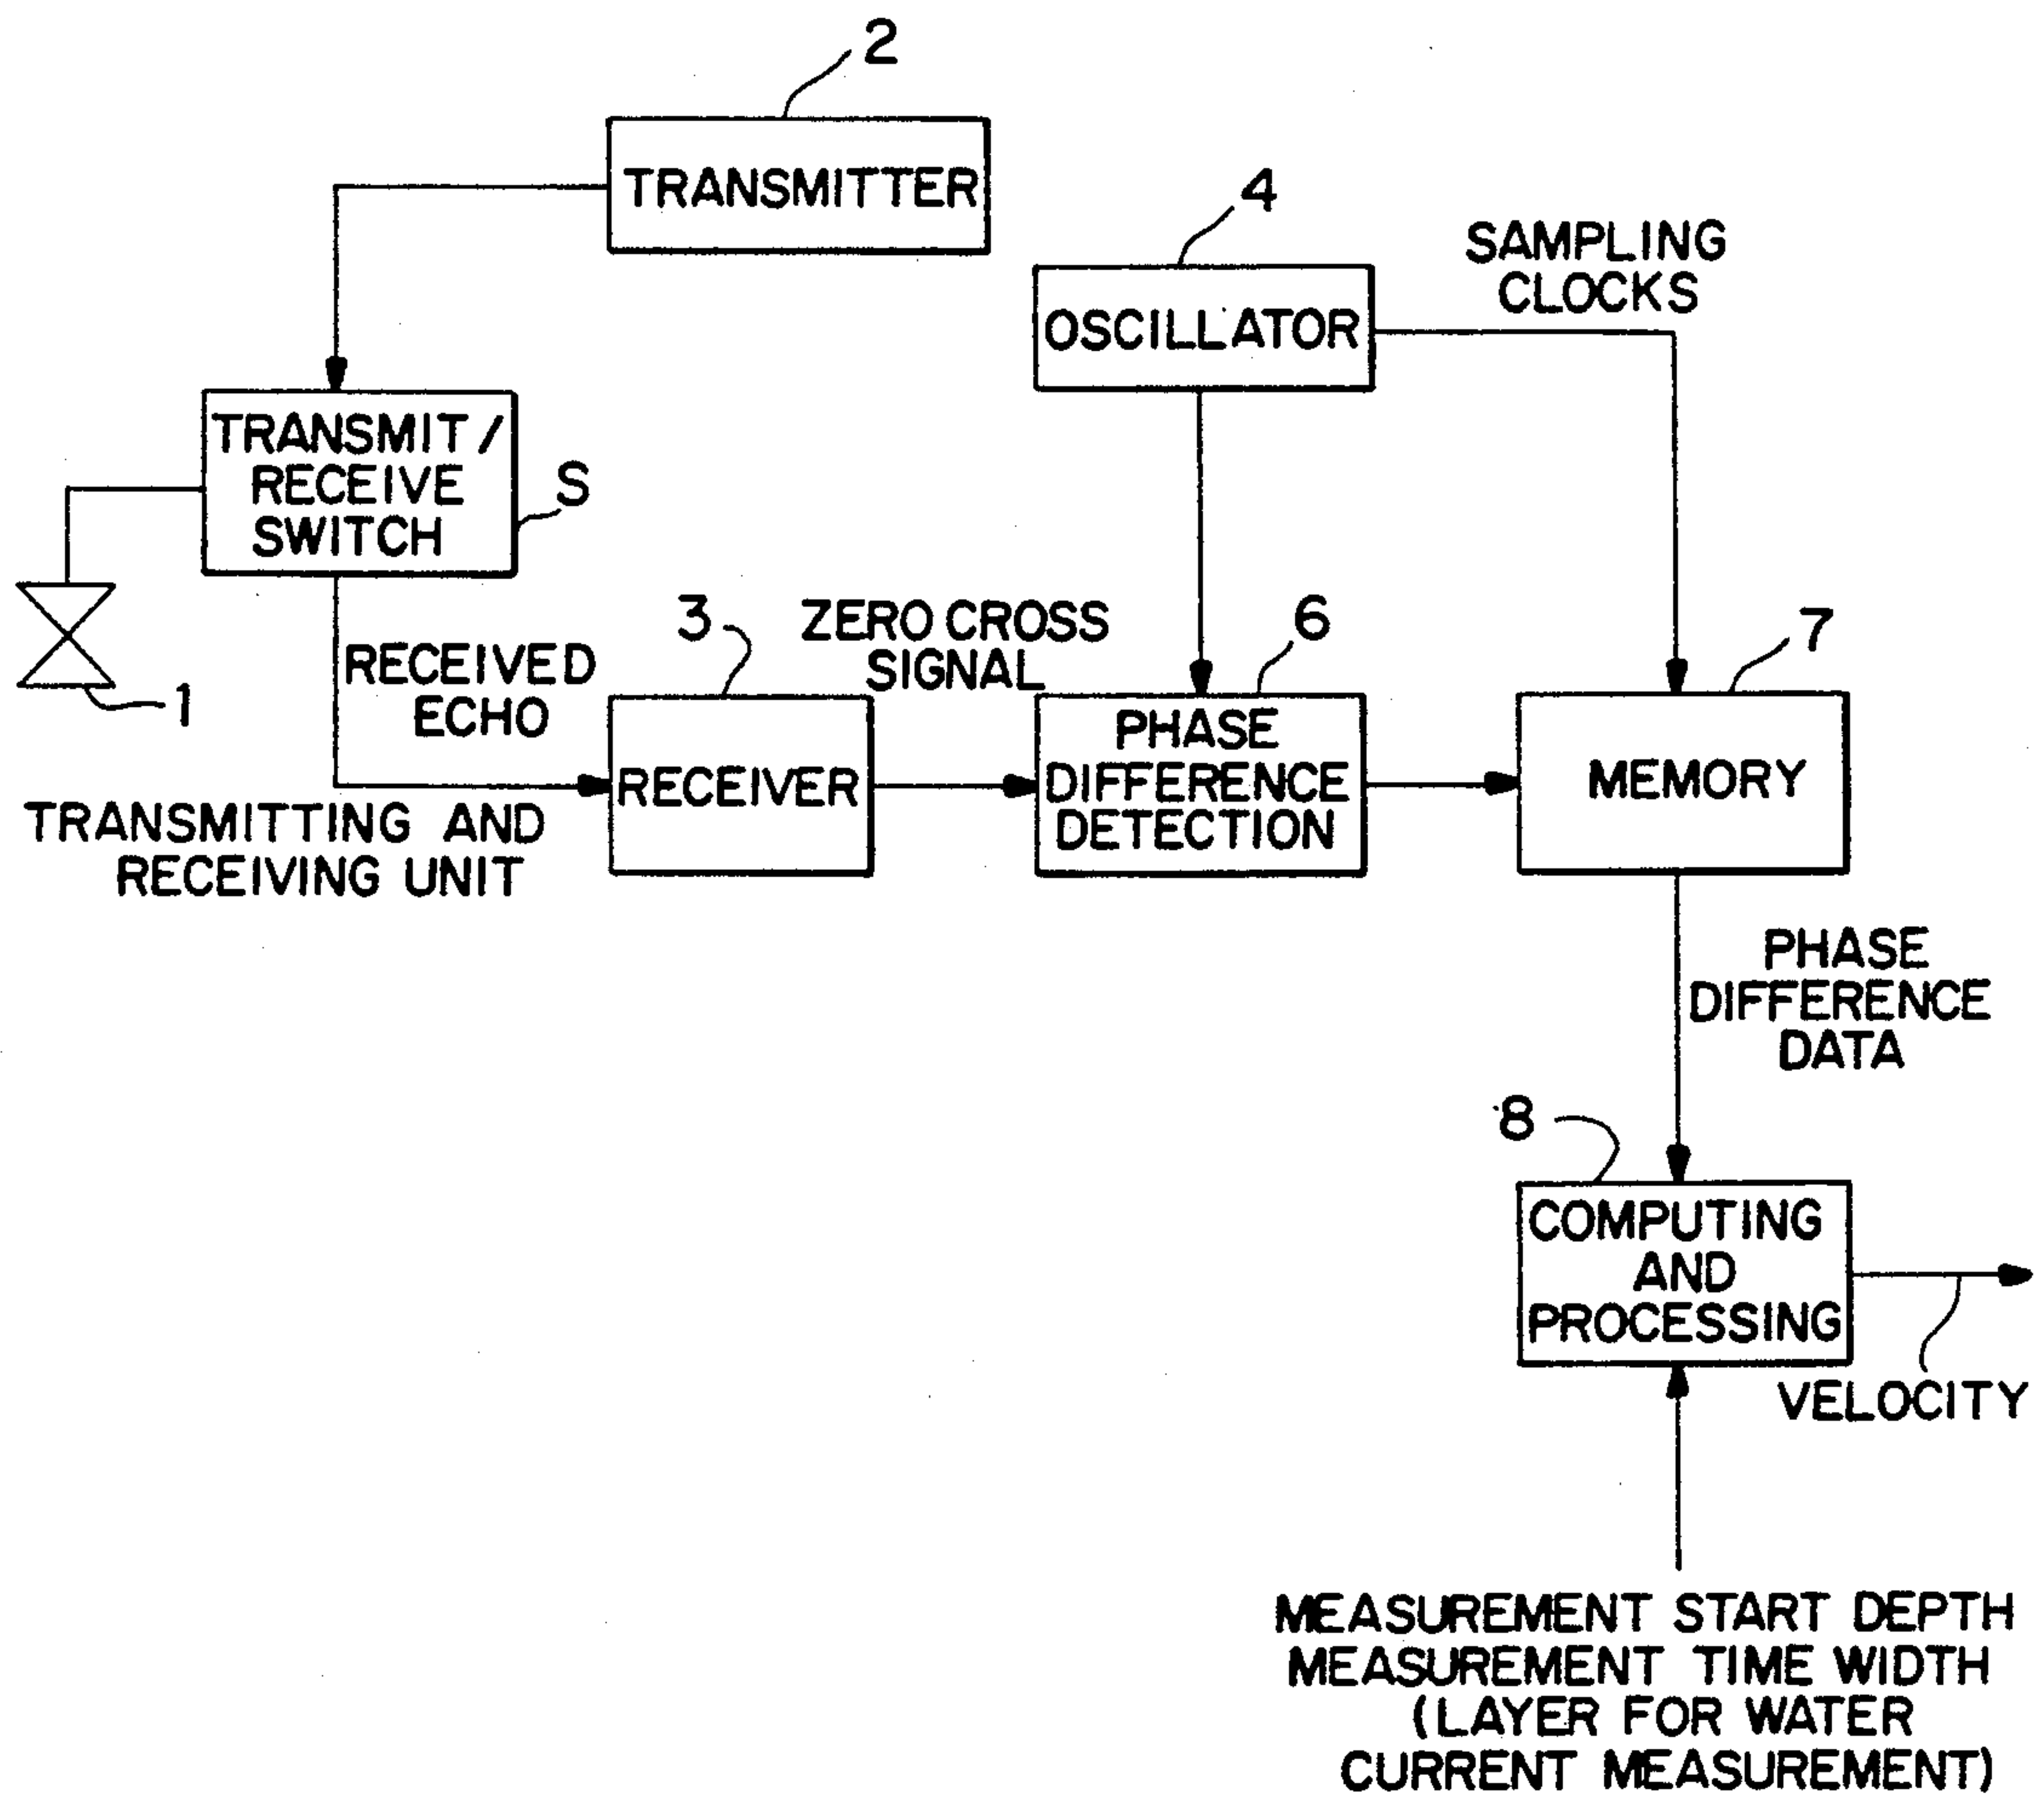 2
TRANSMITTER
4
SAMPLING
CLOCKS
OSCILLATOR
TRANSMIT/
RECEIVE
SWITCH
S
1
RECEIVED
ECHO
3
ZERO CROSS
SIGNAL
6
7
RECEIVER
PHASE
DIFFERENCE
DETECTION
MEMORY
TRANSMITTING AND
RECEIVING UNIT
PHASE
DIFFERENCE
DATA
8
COMPUTING
AND
PROCESSING
VELOCITY
MEASUREMENT START DEPTH
MEASUREMENT TIME WIDTH
(LAYER FOR WATER
CURRENT MEASUREMENT)